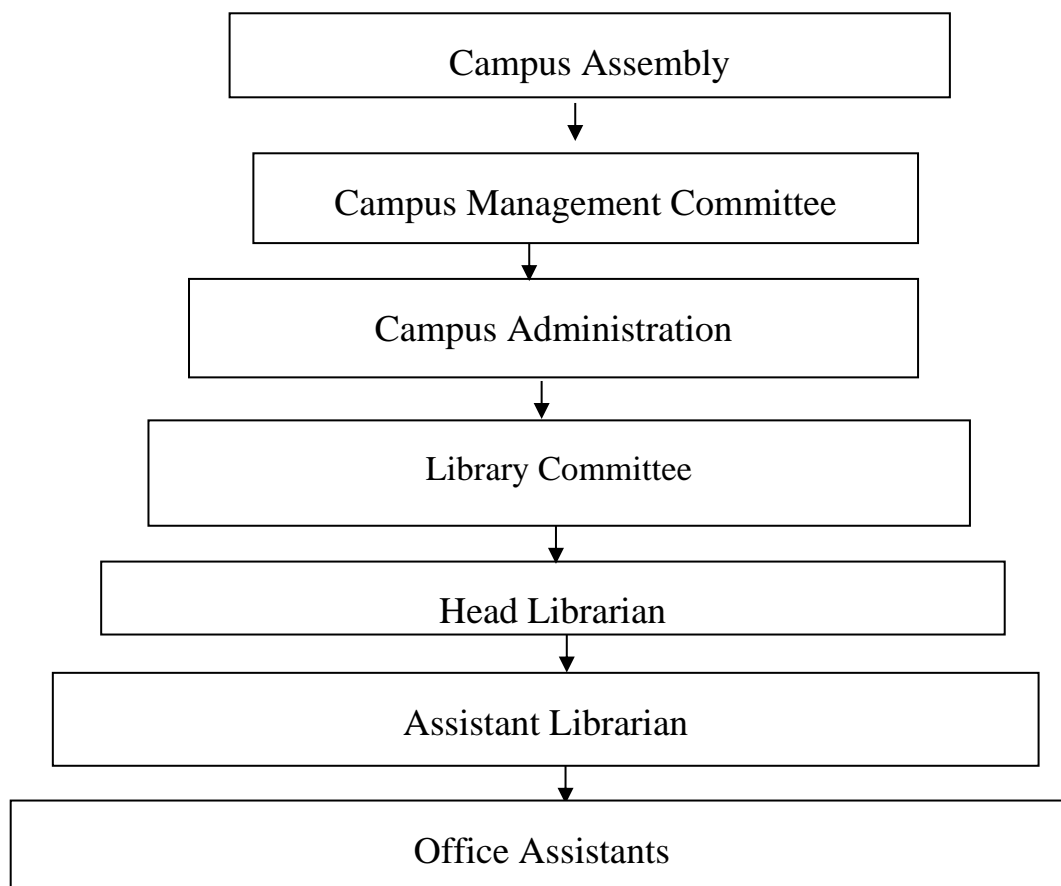 Campus Assembly
Campus Management Committee
Campus Administration
Library Committee
Head Librarian
Assistant Librarian
Office Assistants